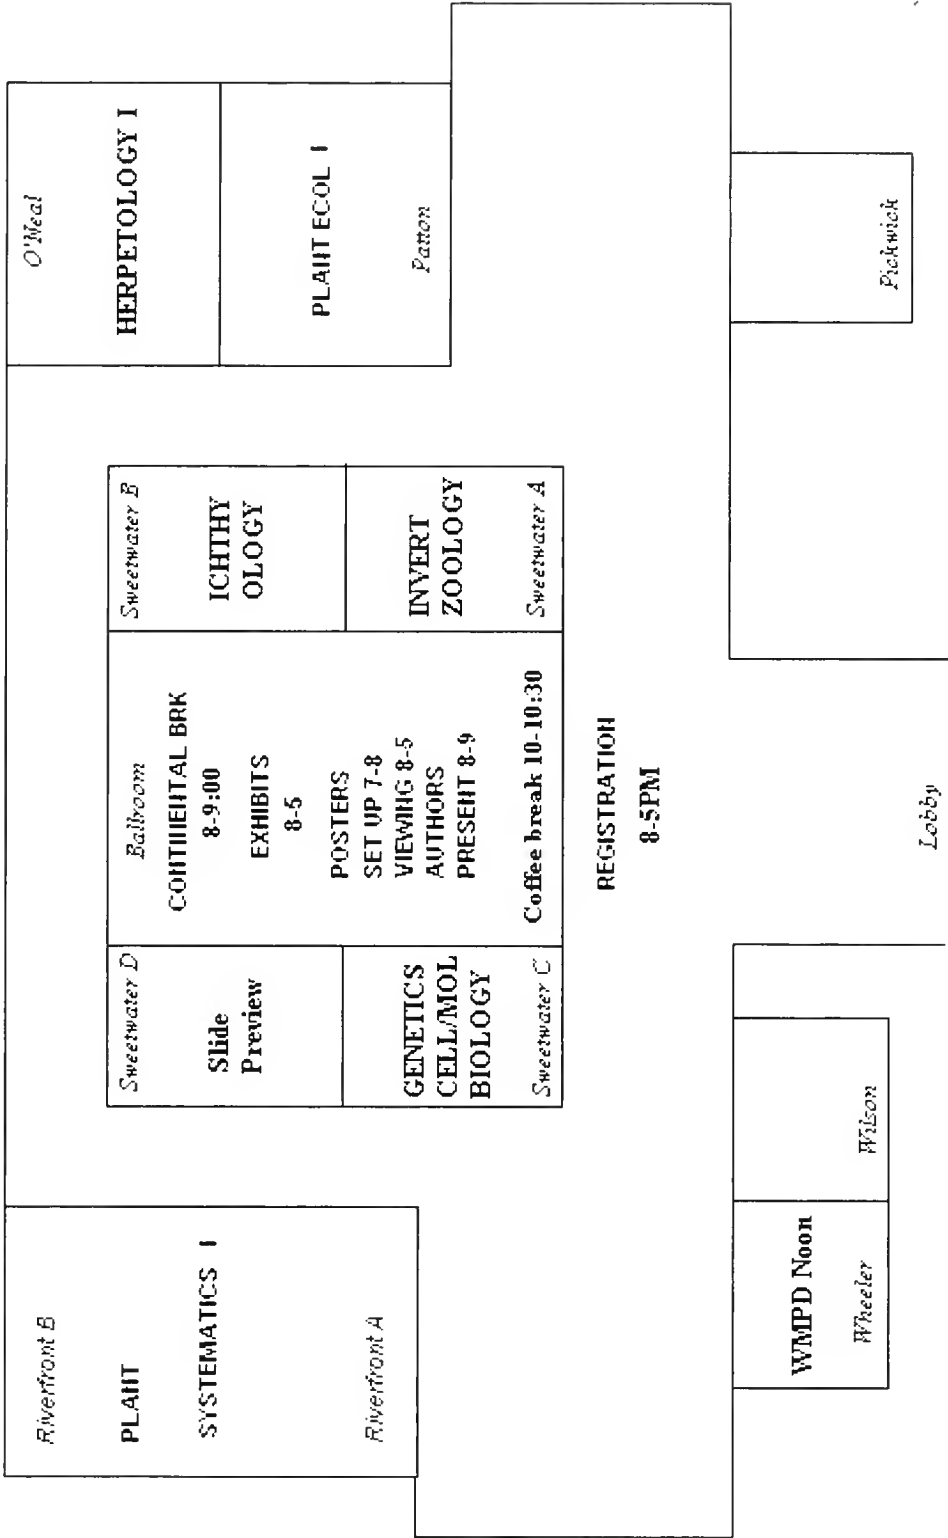 Riverfront B
PLANT
SYSTEMATICS I
Riverfront A
Sweetwater D
Slide
Preview
GENETICS
CELL/MOL
BIOLOGY
Sweetwater C
Ballroom
CONTINENTAL BRK
8-9:00
EXHIBITS
8-5
POSTERS
SET UP 7-8
VIEWING 8-5
AUTHORS
PRESENT 8-9
Coffee break 10-10:30
Sweetwater B
ICHTHY
OLOGY
INVERT
ZOOLOGY
Sweetwater A
O'Neal
HERPETOLOGY I
PLANT ECOL I
Patton
REGISTRATION
8-5PM
WMPD Noon
Wheeler
Wilson
Lobby
Pickwick